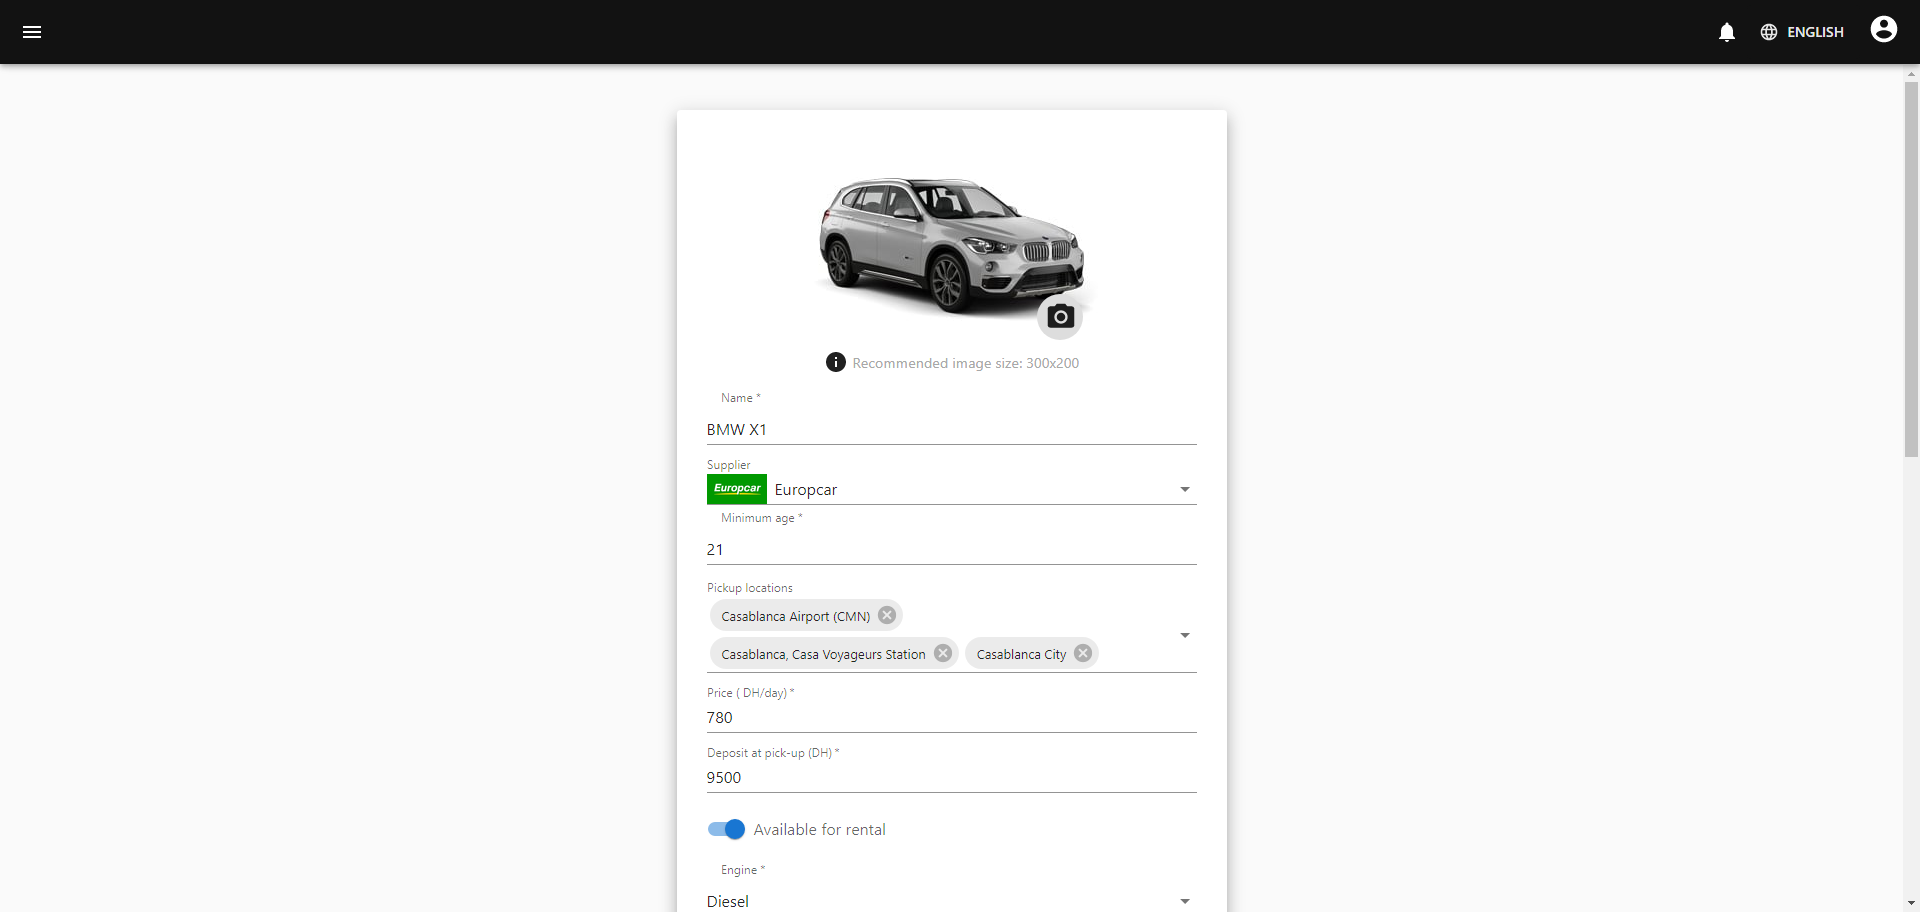 ENGLISH
Recommended image size: 300x200
Name *
BMW X1
Supplier
Europcar Europcar
Minimum age *
21
Pickup locations
Casablanca Airport (CMN)
Casablanca, Casa Voyageurs Station Casablanca City
Price ( DH/day) *
780
Deposit at pick-up (DH) *
9500
Available for rental
Engine *
Diesel